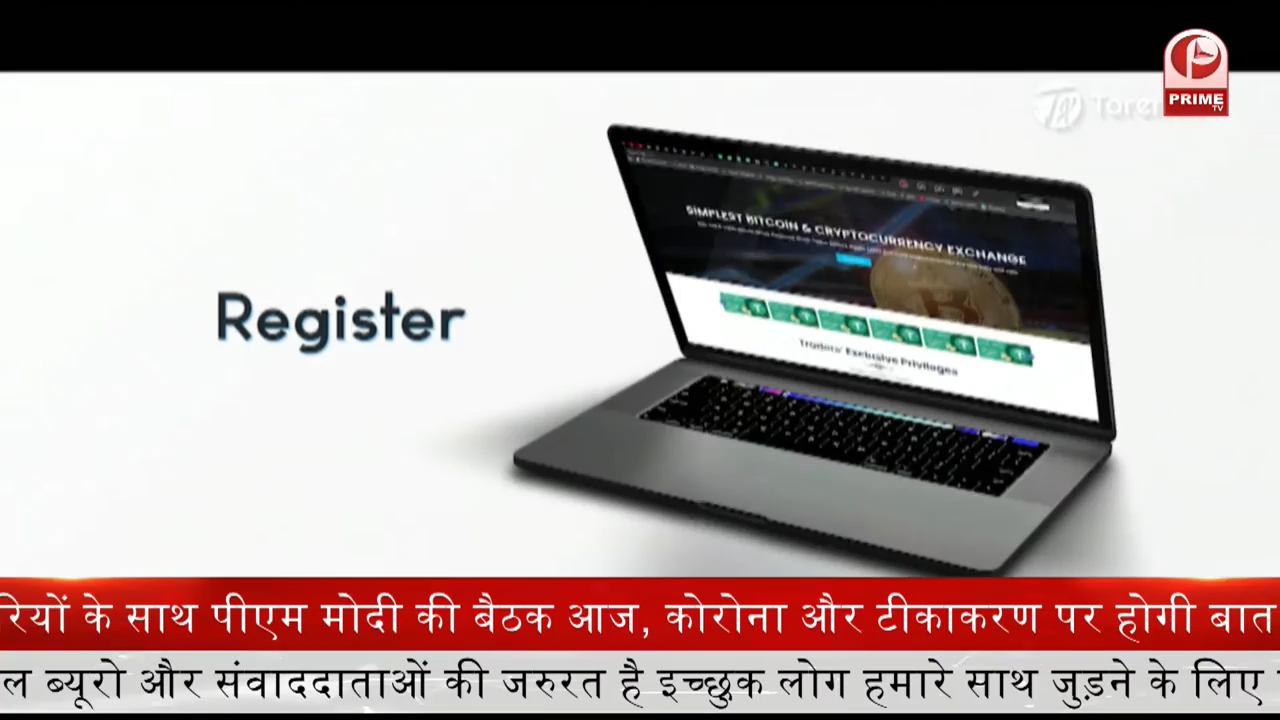 PRIME
TV
SIMPLEST BITCOIN & CRYPTOCURRENCY EXCHANGE
Register
Traders' Exclusive Privileges
रियों के साथ पीएम मोदी की बैठक आज, कोरोना और टीकाकरण पर होगी बात
ल ब्यूरो और संवाददाताओं की जरुरत है इच्छुक लोग हमारे साथ जुड़ने के लिए